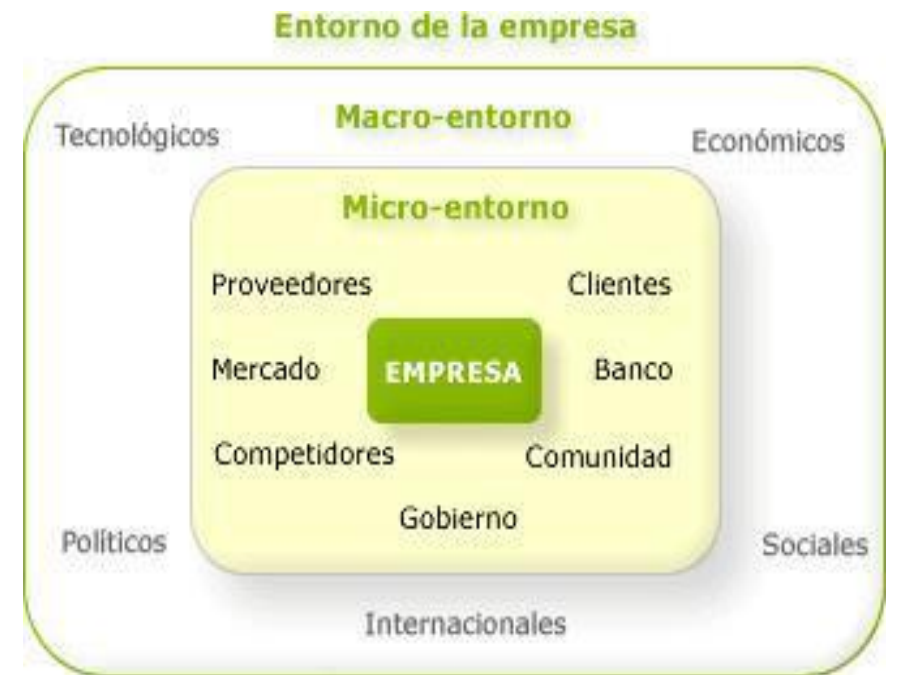 Entorno de la empresa
Macro-entorno
Tecnológicos
Económicos
Micro-entorno
Proveedores
Clientes
Mercado
EMPRESA
Banco
Competidores
Comunidad
Gobierno
Políticos
Sociales
Internacionales